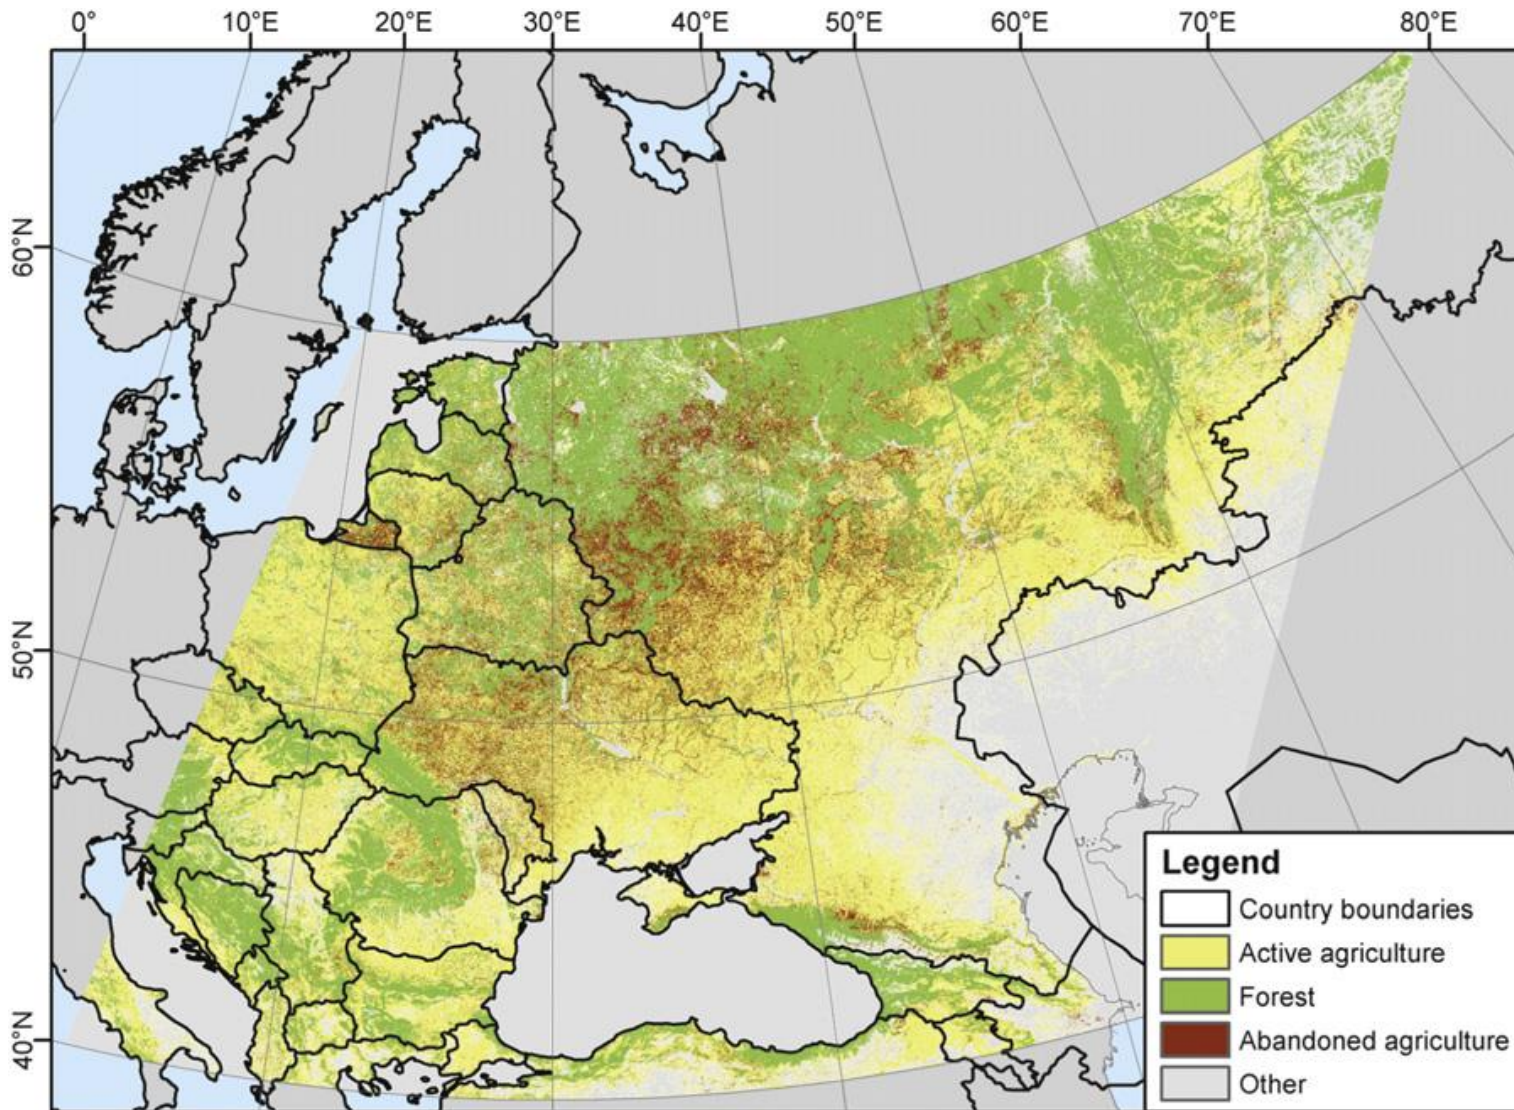 0° 10°E 20°E 30°E 40°E 50°E 60°E 70°E 80°E
60°N
50°N
40°N
Legend
Country boundaries
Active agriculture
Forest
Abandoned agriculture
Other